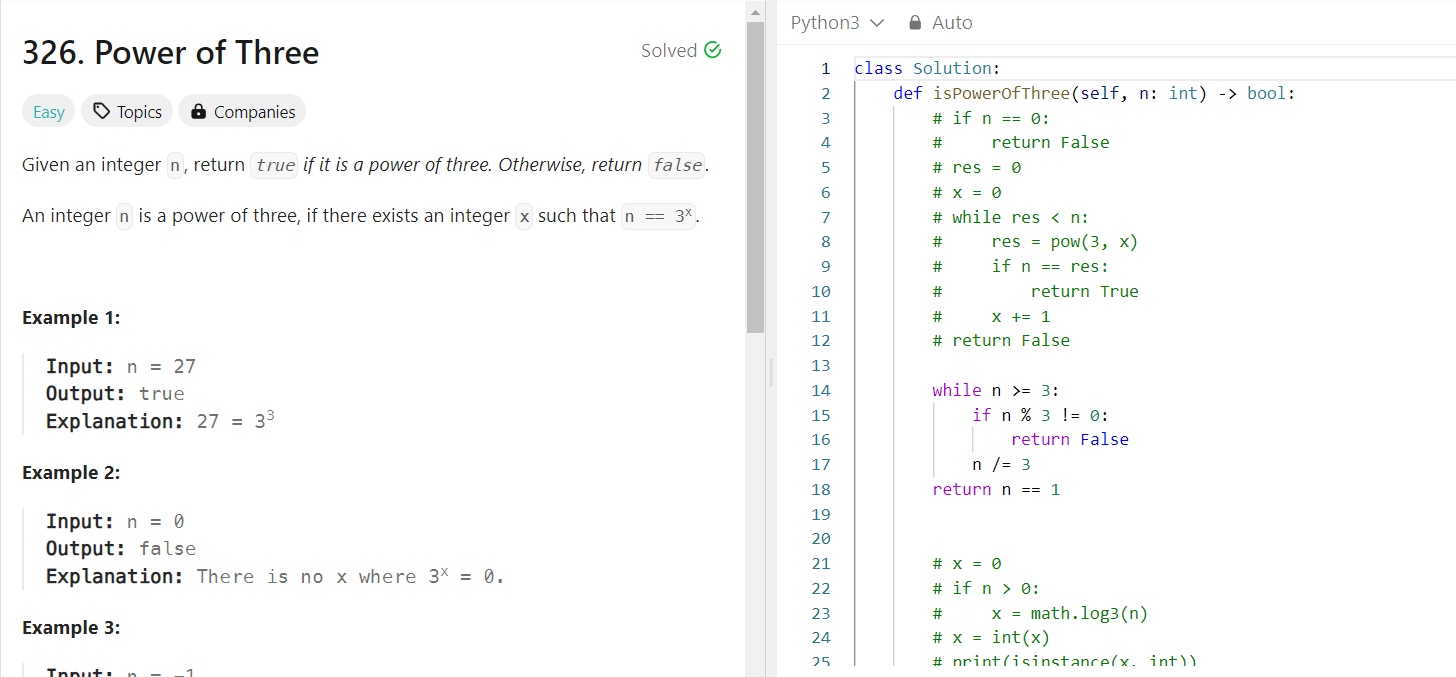 326. Power of Three
Solved
Easy
Topics
Companies
Given an integer n, return true if it is a power of three. Otherwise, return false.
An integer n is a power of three, if there exists an integer x such that n == 3ˣ.
Example 1:
Input: n = 27
Output: true
Explanation: 27 = 3³
Example 2:
Input: n = 0
Output: false
Explanation: There is no x where 3ˣ = 0.
Example 3:
Input: n = -1
Python3
Auto
1 class Solution:
2     def isPowerOfThree(self, n: int) -> bool:
3         # if n == 0:
4         #     return False
5         # res = 0
6         # x = 0
7         # while res < n:
8         #     res = pow(3, x)
9         #     if n == res:
10         #         return True
11         #     x += 1
12         # return False
13
14         while n >= 3:
15             if n % 3 != 0:
16                 return False
17             n /= 3
18         return n == 1
19
20
21         # x = 0
22         # if n > 0:
23         #     x = math.log3(n)
24         # x = int(x)
25         # print(isinstance(x, int))